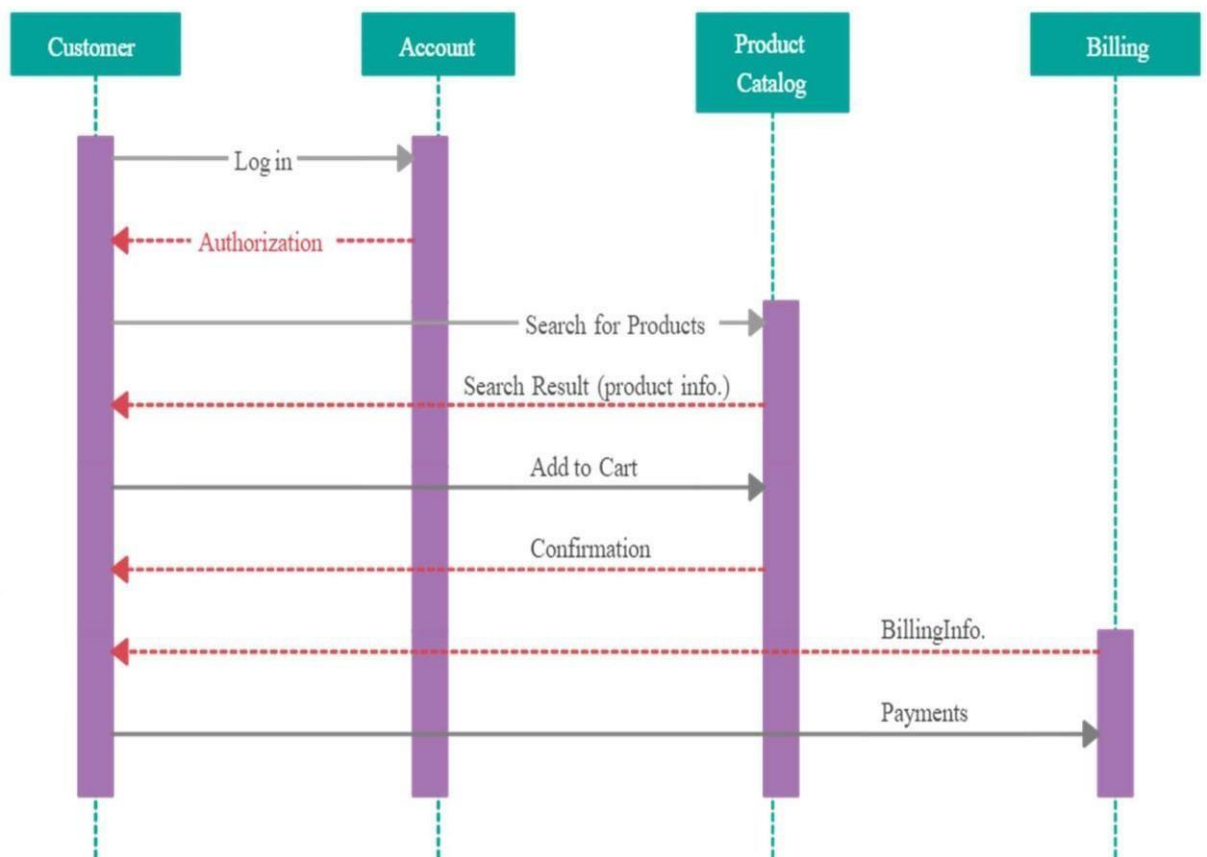 Customer
Account
Product
Catalog
Billing
Log in
Authorization
Search for Products
Search Result (product info.)
Add to Cart
Confirmation
BillingInfo.
Payments